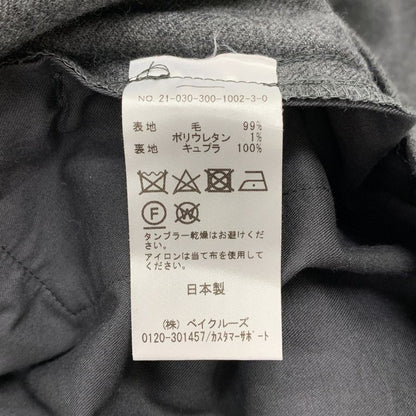 NO. 21-030-300-1002-3-0
表地 毛 99%
ポリウレタン 1%
裏地 キュプラ 100%
F W
タンブラー乾燥はお避けくださ
い。
アイロンは当て布を使用してくだ
さい。
日本製
(株) ベイクルーズ
0120-301457/カスタマーサポート